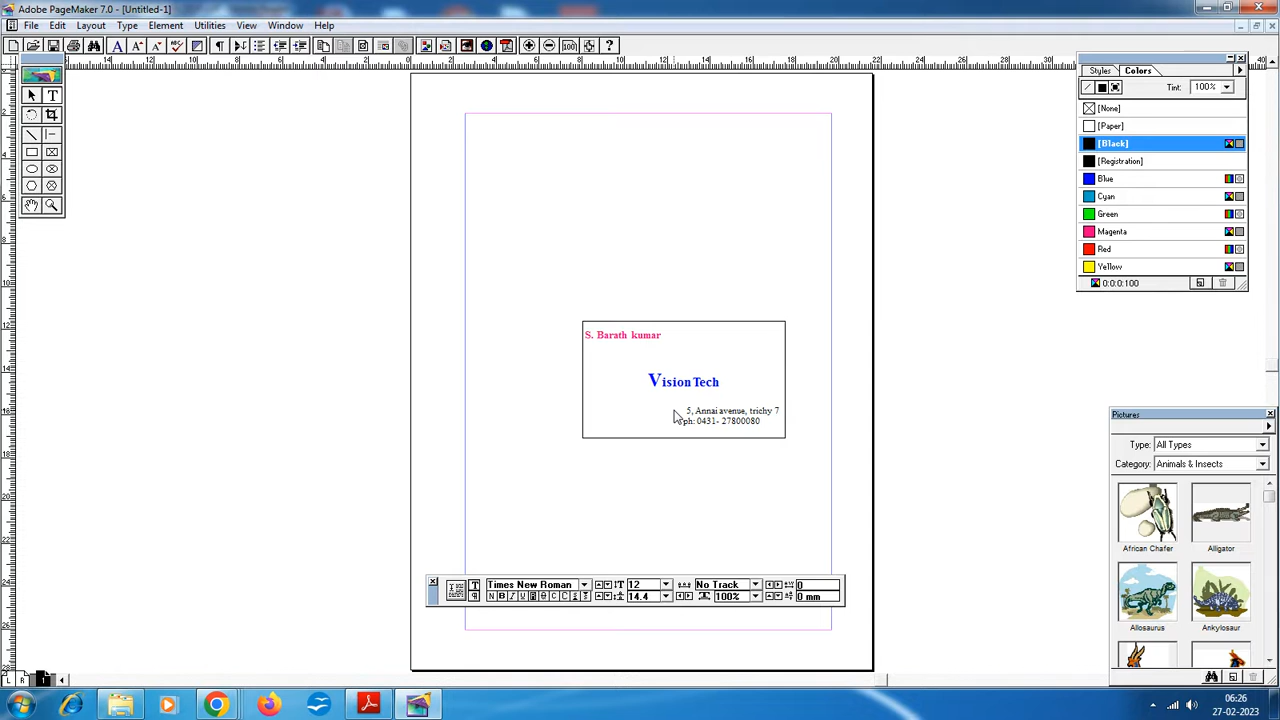 Adobe PageMaker 7.0 - [Untitled-1]
File Edit Layout Type Element Utilities View Window Help
Styles Colors
Tint: 100%
[None]
[Paper]
[Black]
[Registration]
Blue
Cyan
Green
Magenta
Red
Yellow
0:0:0:100
S. Barath kumar
Vision Tech
5, Annai avenue, trichy 7
ph: 0431- 27800080
Pictures
Type: All Types
Category: Animals & Insects
African Chafer Alligator
Allosaurus Ankylosaur
Times New Roman 12 No Track 0
14.4 100% 0 mm
L R 1
06:26
27-02-2023